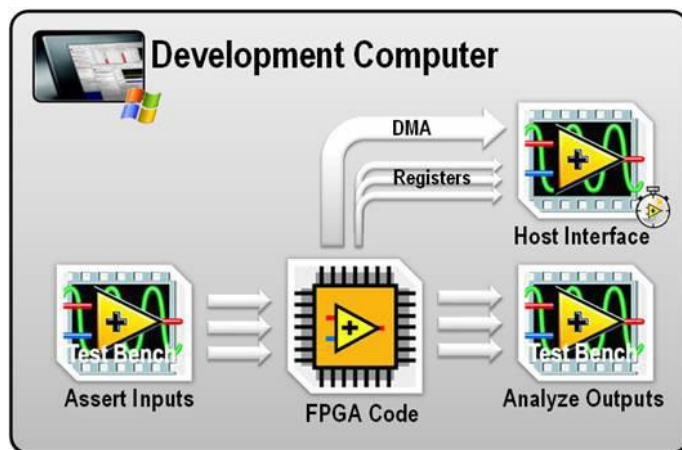 Development Computer
DMA
Registers
Host Interface
Test Bench
Assert Inputs
FPGA Code
Test Bench
Analyze Outputs